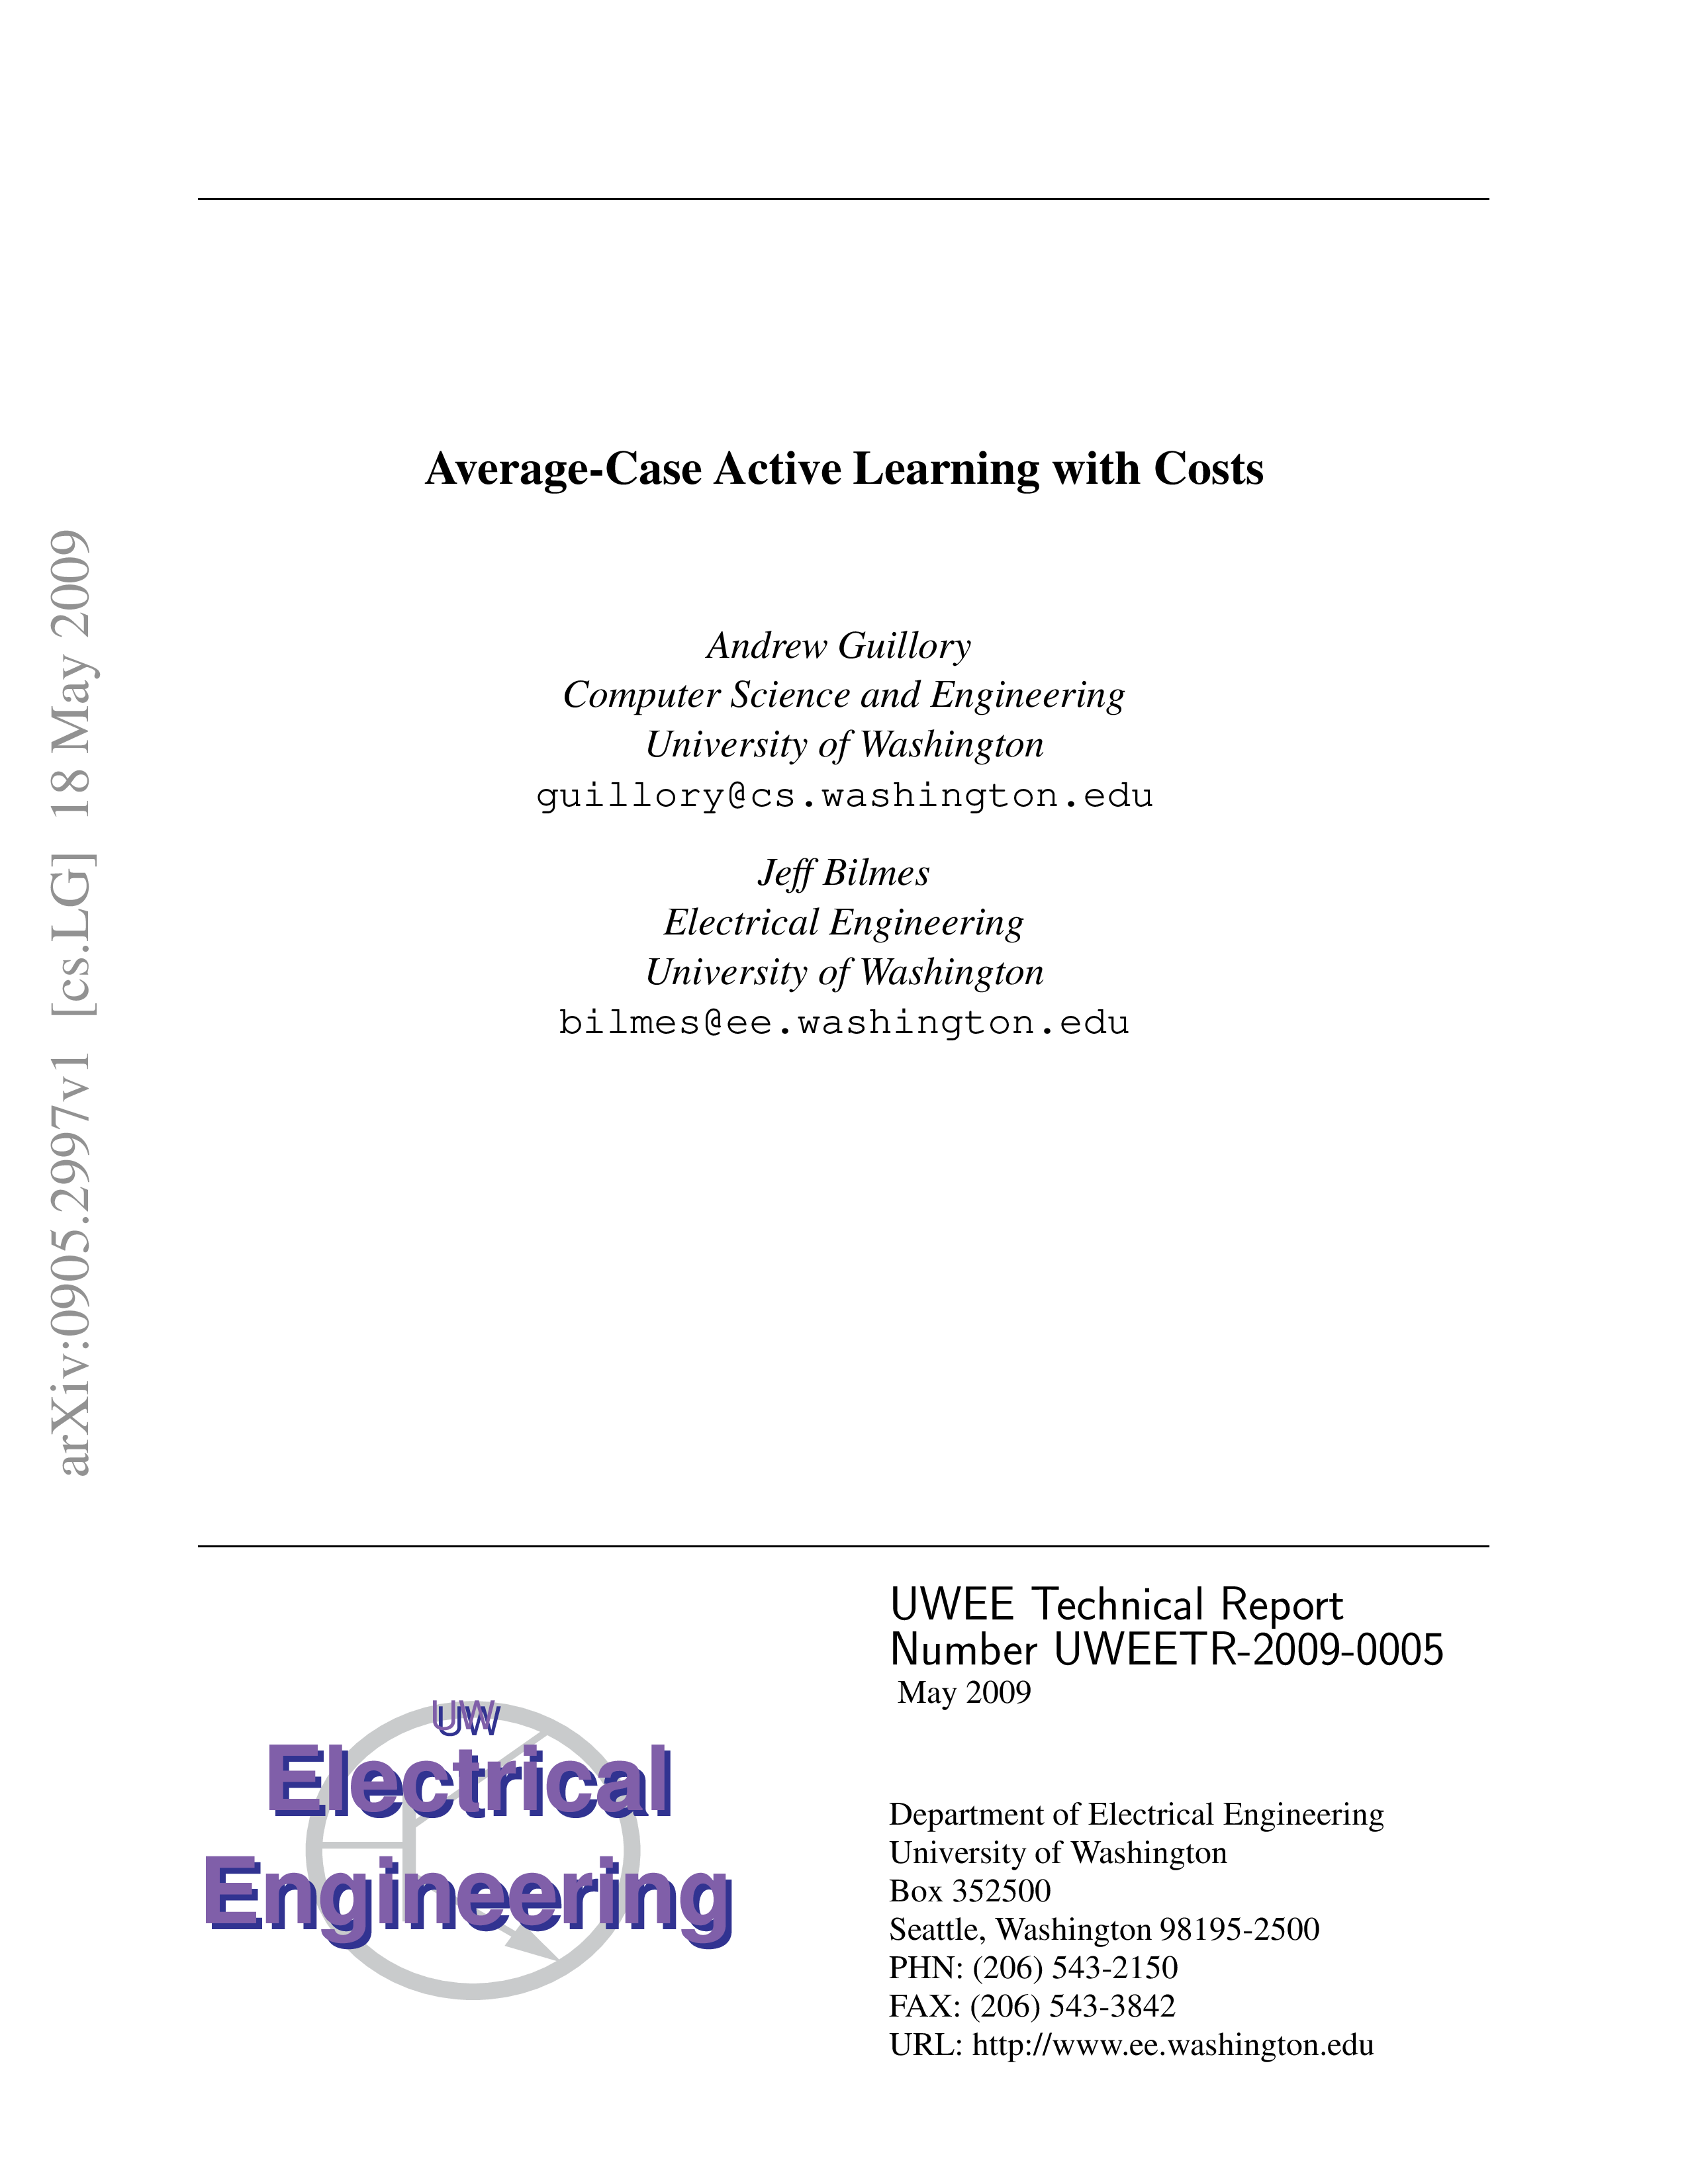 Average-Case Active Learning with Costs
Andrew Guillory
Computer Science and Engineering
University of Washington
guillory@cs.washington.edu
Jeff Bilmes
Electrical Engineering
University of Washington
bilmes@ee.washington.edu
arXiv:0905.2997v1 [cs.LG] 18 May 2009
UW
Electrical
Engineering
UWEE Technical Report
Number UWEETR-2009-0005
May 2009
Department of Electrical Engineering
University of Washington
Box 352500
Seattle, Washington 98195-2500
PHN: (206) 543-2150
FAX: (206) 543-3842
URL: http://www.ee.washington.edu